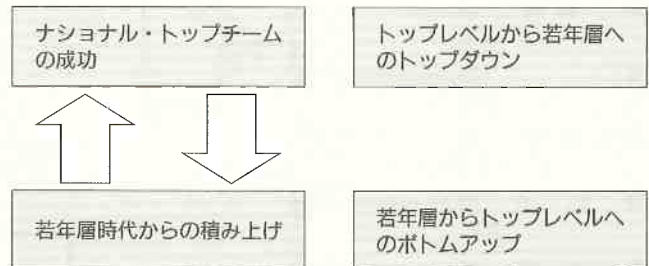 ナショナル・トップチーム
の成功
トップレベルから若年層へ
のトップダウン
若年層時代からの積み上げ
若年層からトップレベルへ
のボトムアップ